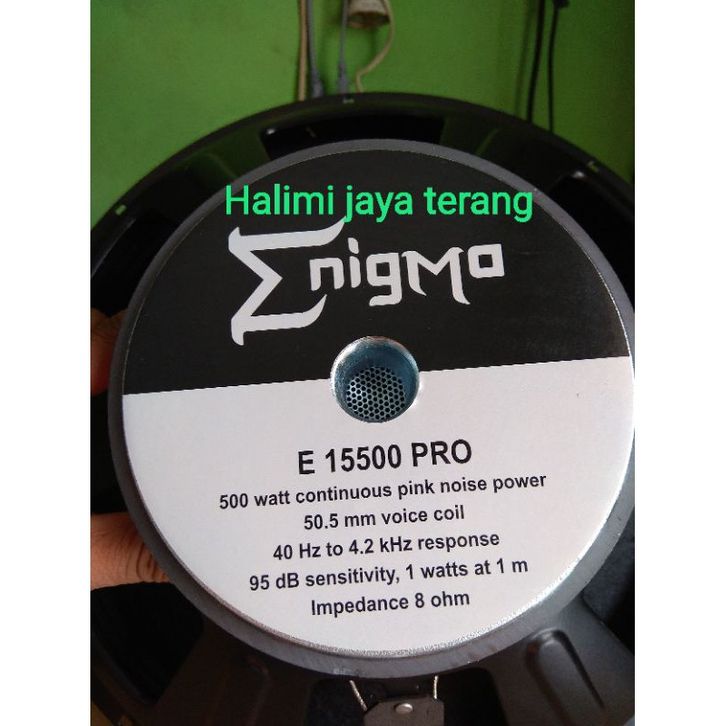 Halimi jaya terang
Enigma
E 15500 PRO
500 watt continuous pink noise power
50.5 mm voice coil
40 Hz to 4.2 kHz response
95 dB sensitivity, 1 watts at 1 m
Impedance 8 ohm